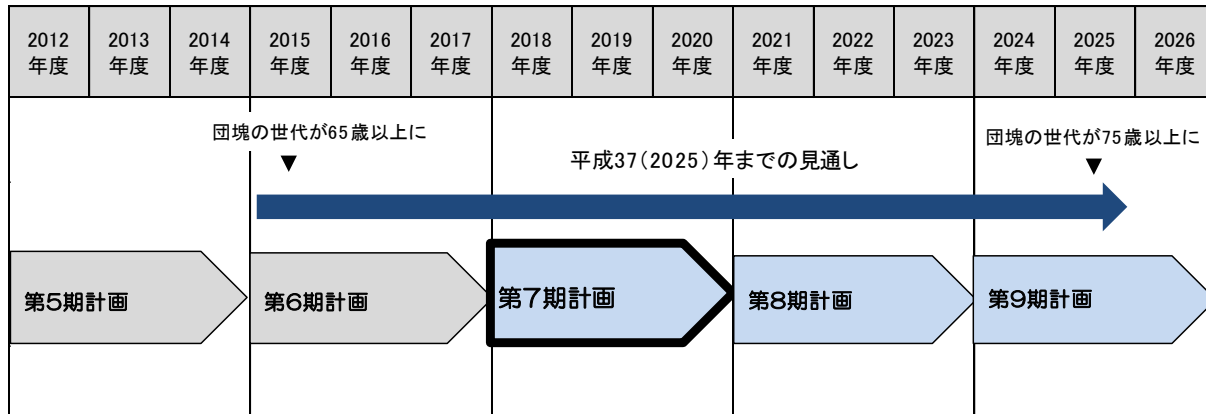 2012
年度
2013
年度
2014
年度
2015
年度
2016
年度
2017
年度
2018
年度
2019
年度
2020
年度
2021
年度
2022
年度
2023
年度
2024
年度
2025
年度
2026
年度
団塊の世代が65歳以上に
▼
平成37(2025)年までの見通し
団塊の世代が75歳以上に
▼
第5期計画
第6期計画
第7期計画
第8期計画
第9期計画